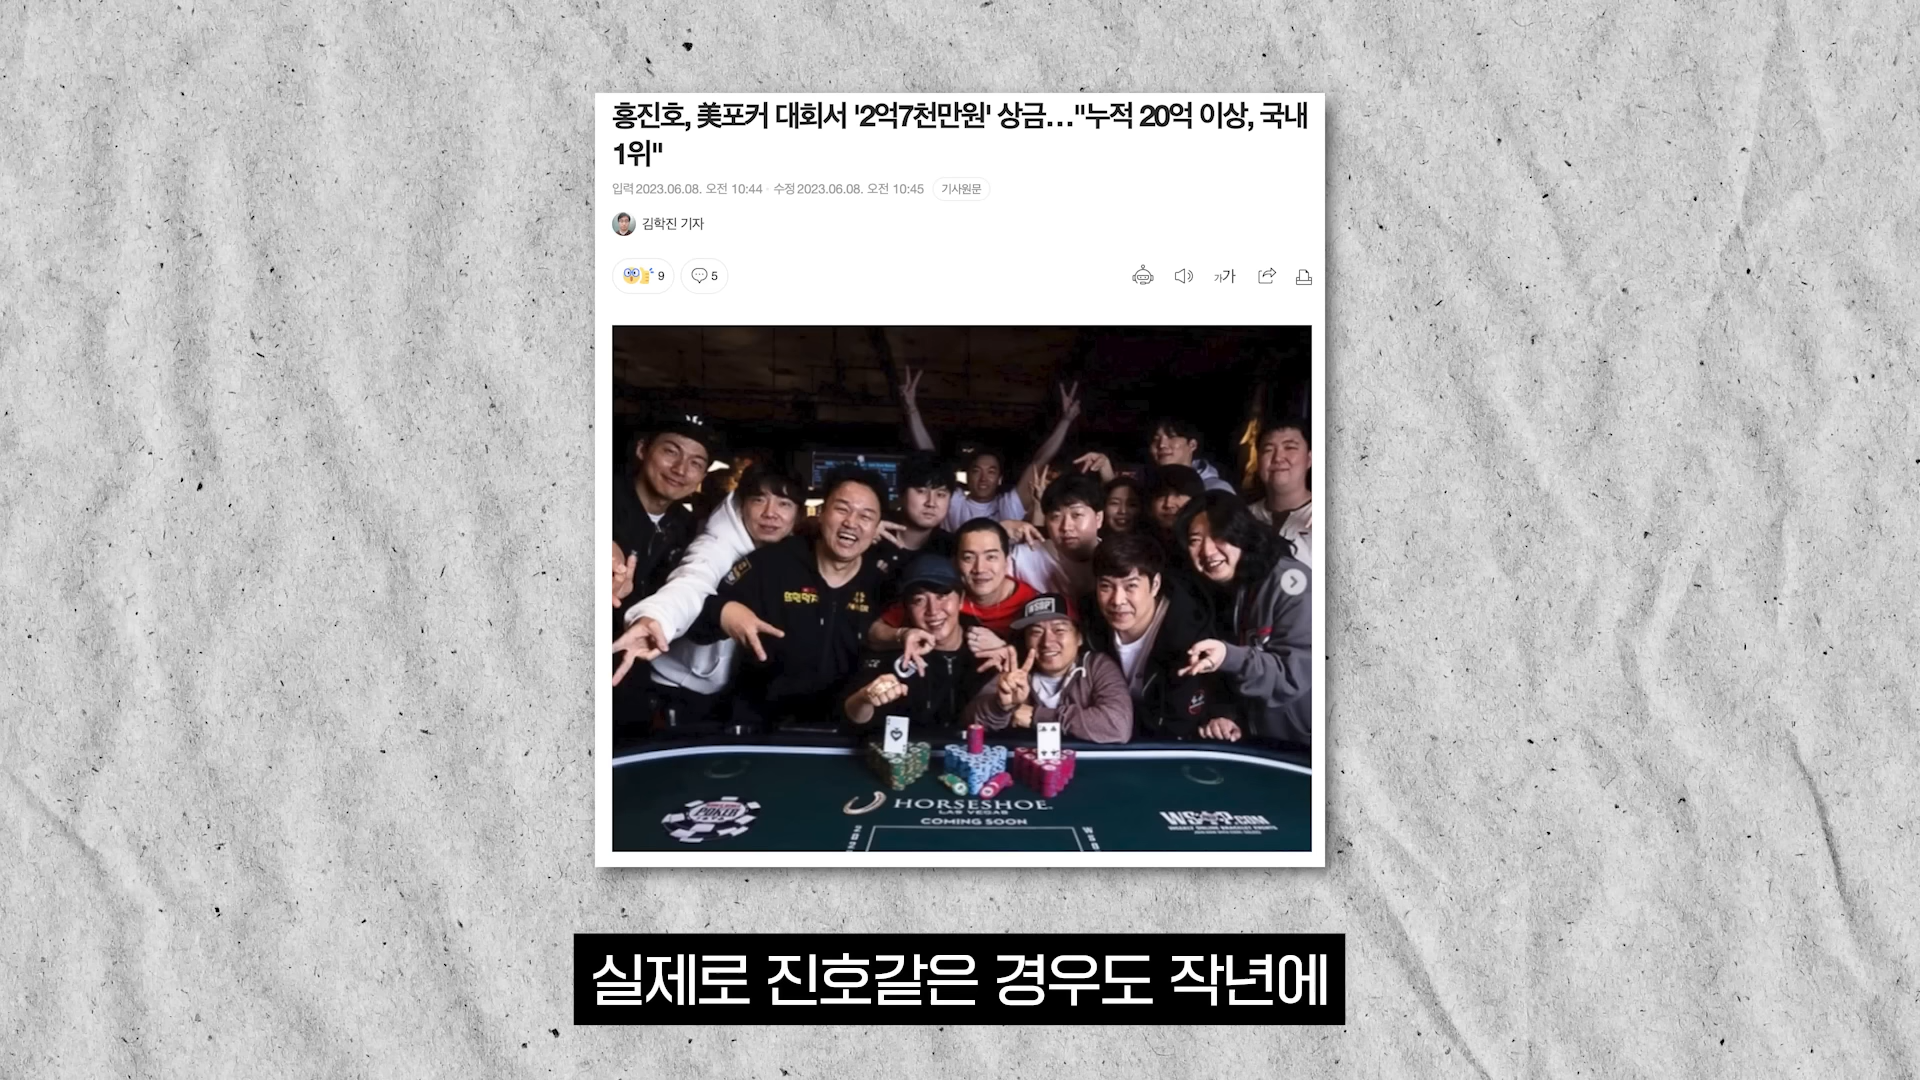 홍진호, 美포커 대회서 '2억7천만원' 상금…"누적 20억 이상, 국내
1위"
입력 2023.06.08. 오전 10:44 · 수정 2023.06.08. 오전 10:45 기사원문
김학진 기자
9 5 가가
WSOP
POKER
HORSESHOE
LAS VEGAS
COMING SOON
WSOP.COM
실제로 진호같은 경우도 작년에